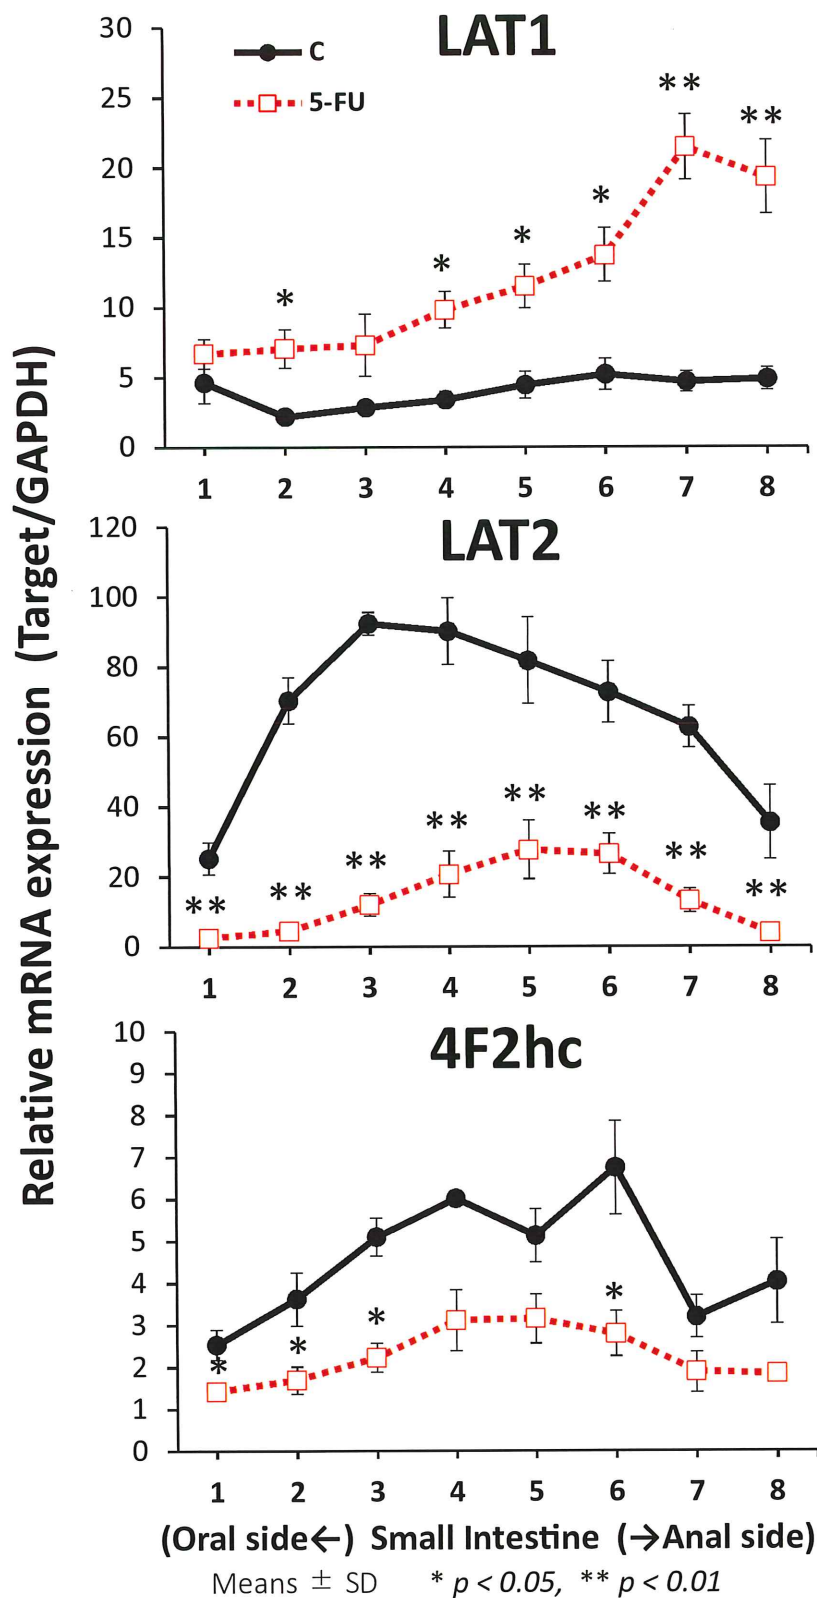 LAT1
C
5-FU
30
25
20
15
10
5
0
**
**
*
*
*
*
1 2 3 4 5 6 7 8
Relative mRNA expression (Target/GAPDH)
LAT2
120
100
80
60
40
20
0
** ** ** ** ** ** ** **
1 2 3 4 5 6 7 8
4F2hc
10
9
8
7
6
5
4
3
2
1
0
* * * *
1 2 3 4 5 6 7 8
(Oral side←) Small Intestine (→Anal side)
Means ± SD * p < 0.05, ** p < 0.01